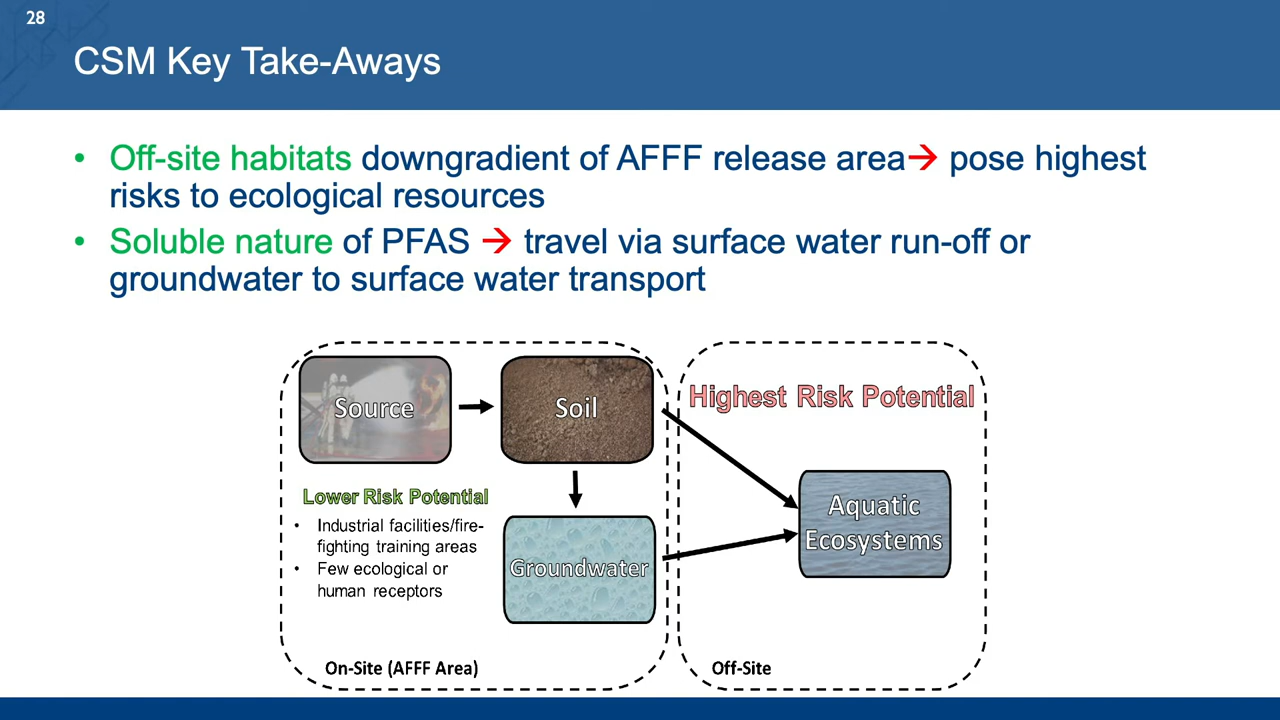 28
CSM Key Take-Aways
• Off-site habitats downgradient of AFFF release area→ pose highest
risks to ecological resources
• Soluble nature of PFAS → travel via surface water run-off or
groundwater to surface water transport
Source
Soil
Highest Risk Potential
Lower Risk Potential
• Industrial facilities/fire-
fighting training areas
• Few ecological or
human receptors
Groundwater
Aquatic
Ecosystems
On-Site (AFFF Area)
Off-Site